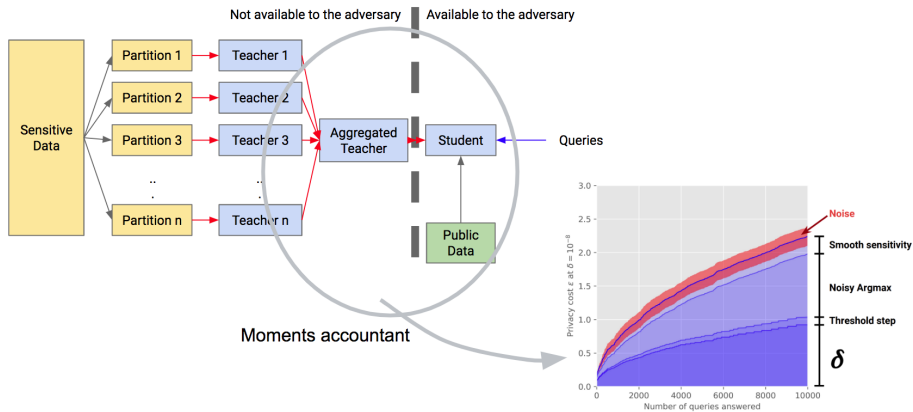 Not available to the adversary
Available to the adversary
Sensitive
Data
Partition 1
Partition 2
Partition 3
..
.
Partition n
Teacher 1
Teacher 2
Teacher 3
..
.
Teacher n
Aggregated
Teacher
Student
Queries
Public
Data
Moments accountant
Privacy cost ε at δ = 10⁻⁸
3.0
2.5
2.0
1.5
1.0
0.5
0.0
0
2000
4000
6000
8000
10000
Number of queries answered
Noise
Smooth sensitivity
Noisy Argmax
Threshold step
δ